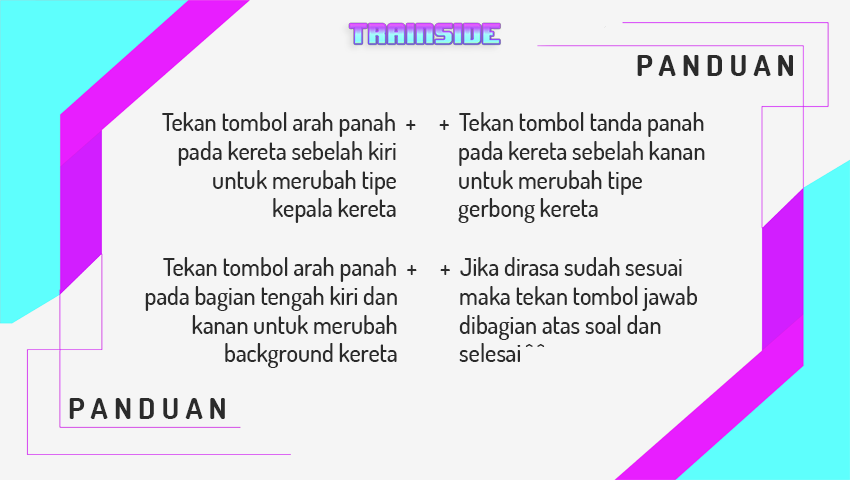 TRAINSIDE
PANDUAN
Tekan tombol arah panah +
pada kereta sebelah kiri
untuk merubah tipe
kepala kereta
+ Tekan tombol tanda panah
pada kereta sebelah kanan
untuk merubah tipe
gerbong kereta
Tekan tombol arah panah +
pada bagian tengah kiri dan
kanan untuk merubah
background kereta
+ Jika dirasa sudah sesuai
maka tekan tombol jawab
dibagian atas soal dan
selesai ^^
PANDUAN